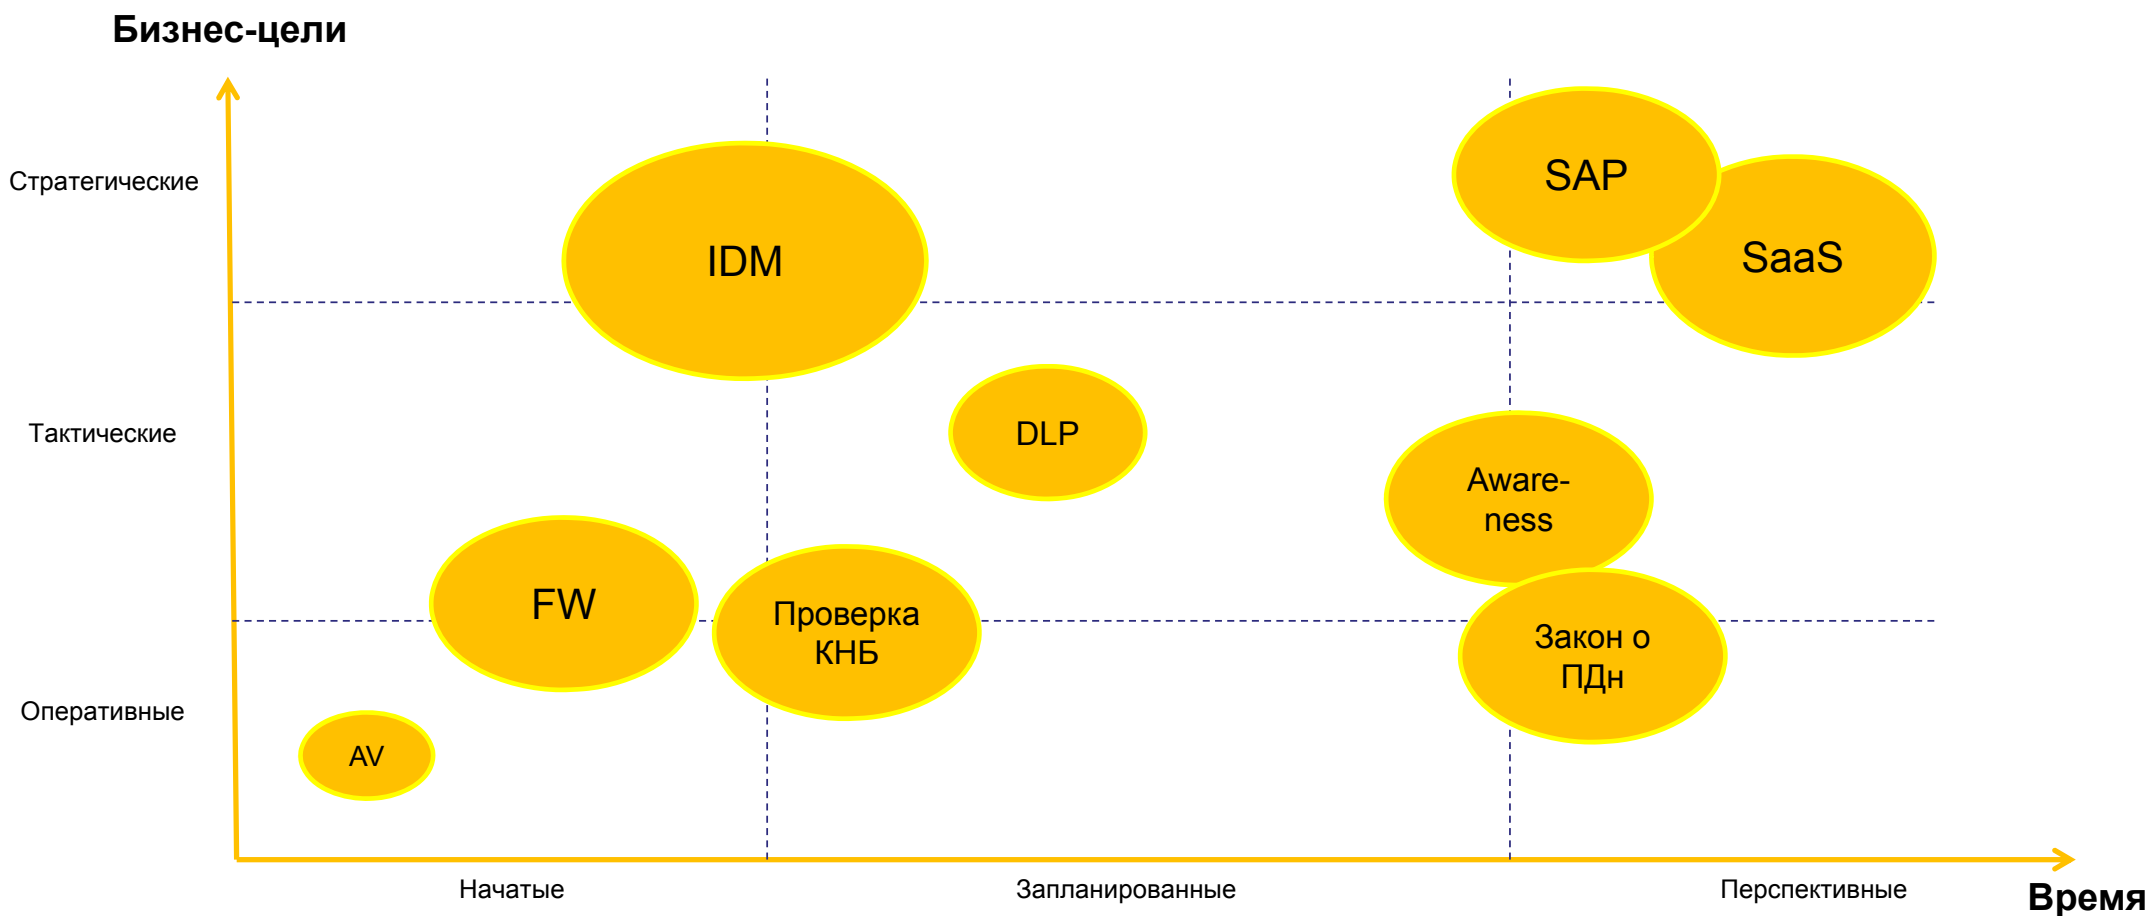 Бизнес-цели
SAP
Стратегические
SaaS
IDM
Тактические
DLP
Aware-
ness
FW
Проверка
КНБ
Закон о
ПДн
Оперативные
AV
Начатые
Запланированные
Перспективные
Время